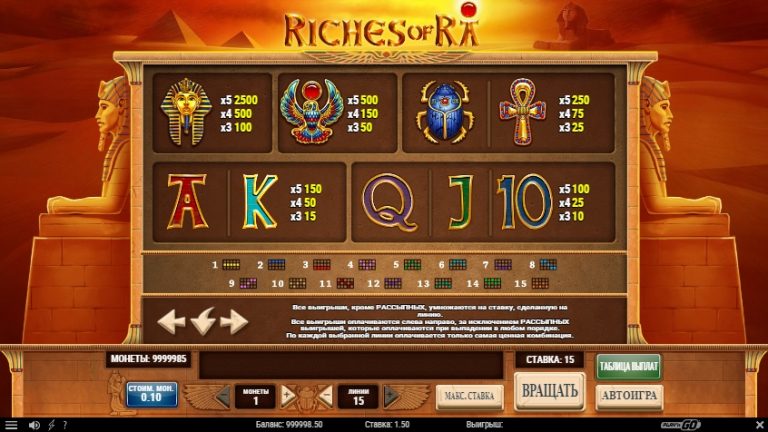 RICHES OF RA
x5 2500
x4 500
x3 100
x5 500
x4 150
x3 50
x5 250
x4 75
x3 25
A K
x5 150
x4 50
x3 15
Q J 10
x5 100
x4 25
x3 10
1 2 3 4 5 6 7 8
9 10 11 12 13 14 15
Все выигрыши, кроме РАССЫПНЫХ, умножаются на ставку, сделанную на
линию.
Все выигрыши оплачиваются слева направо, за исключением РАССЫПНЫХ
выигрышей, которые оплачиваются при выпадении в любом порядке.
По каждой выбранной линии оплачивается только самая ценная комбинация.
МОНЕТЫ: 9999985
СТАВКА: 15
ТАБЛИЦА ВЫПЛАТ
СТОИМ. МОН.
0.10
МОНЕТЫ
1
ЛИНИИ
15
МАКС. СТАВКА
ВРАЩАТЬ
АВТОИГРА
? Баланс: 999998.50 Ставка: 1.50 Выигрыш: PLAY'n GO